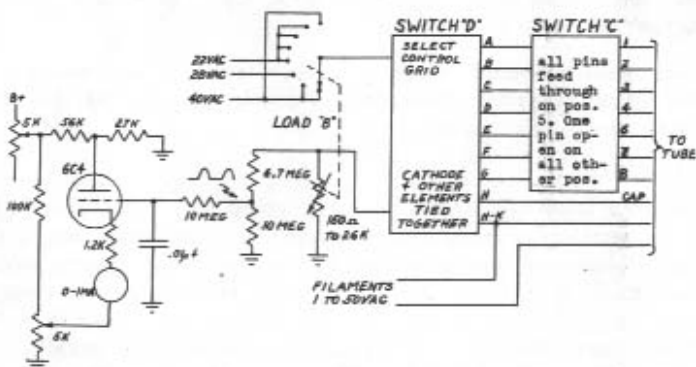 SWITCH "D"
SWITCH "C"
SELECT
CONTROL
GRID
CATHODE
+ OTHER
ELEMENTS
TIED
TOGETHER
A
B
C
D
E
F
G
H
H-K
all pins
feed
through
on pos.
5. One
pin op-
en on
all oth-
er pos.
1
2
3
4
6
7
8
CAP
TO
TUBE
22VAC
28VAC
40VAC
LOAD "B"
B+
5K
56K
27K
6C4
100K
1.2K
0-1MA
5K
10 MEG
.01µf
6.7 MEG
10 MEG
150Ω
TO 26K
FILAMENTS
1 TO 50VAC